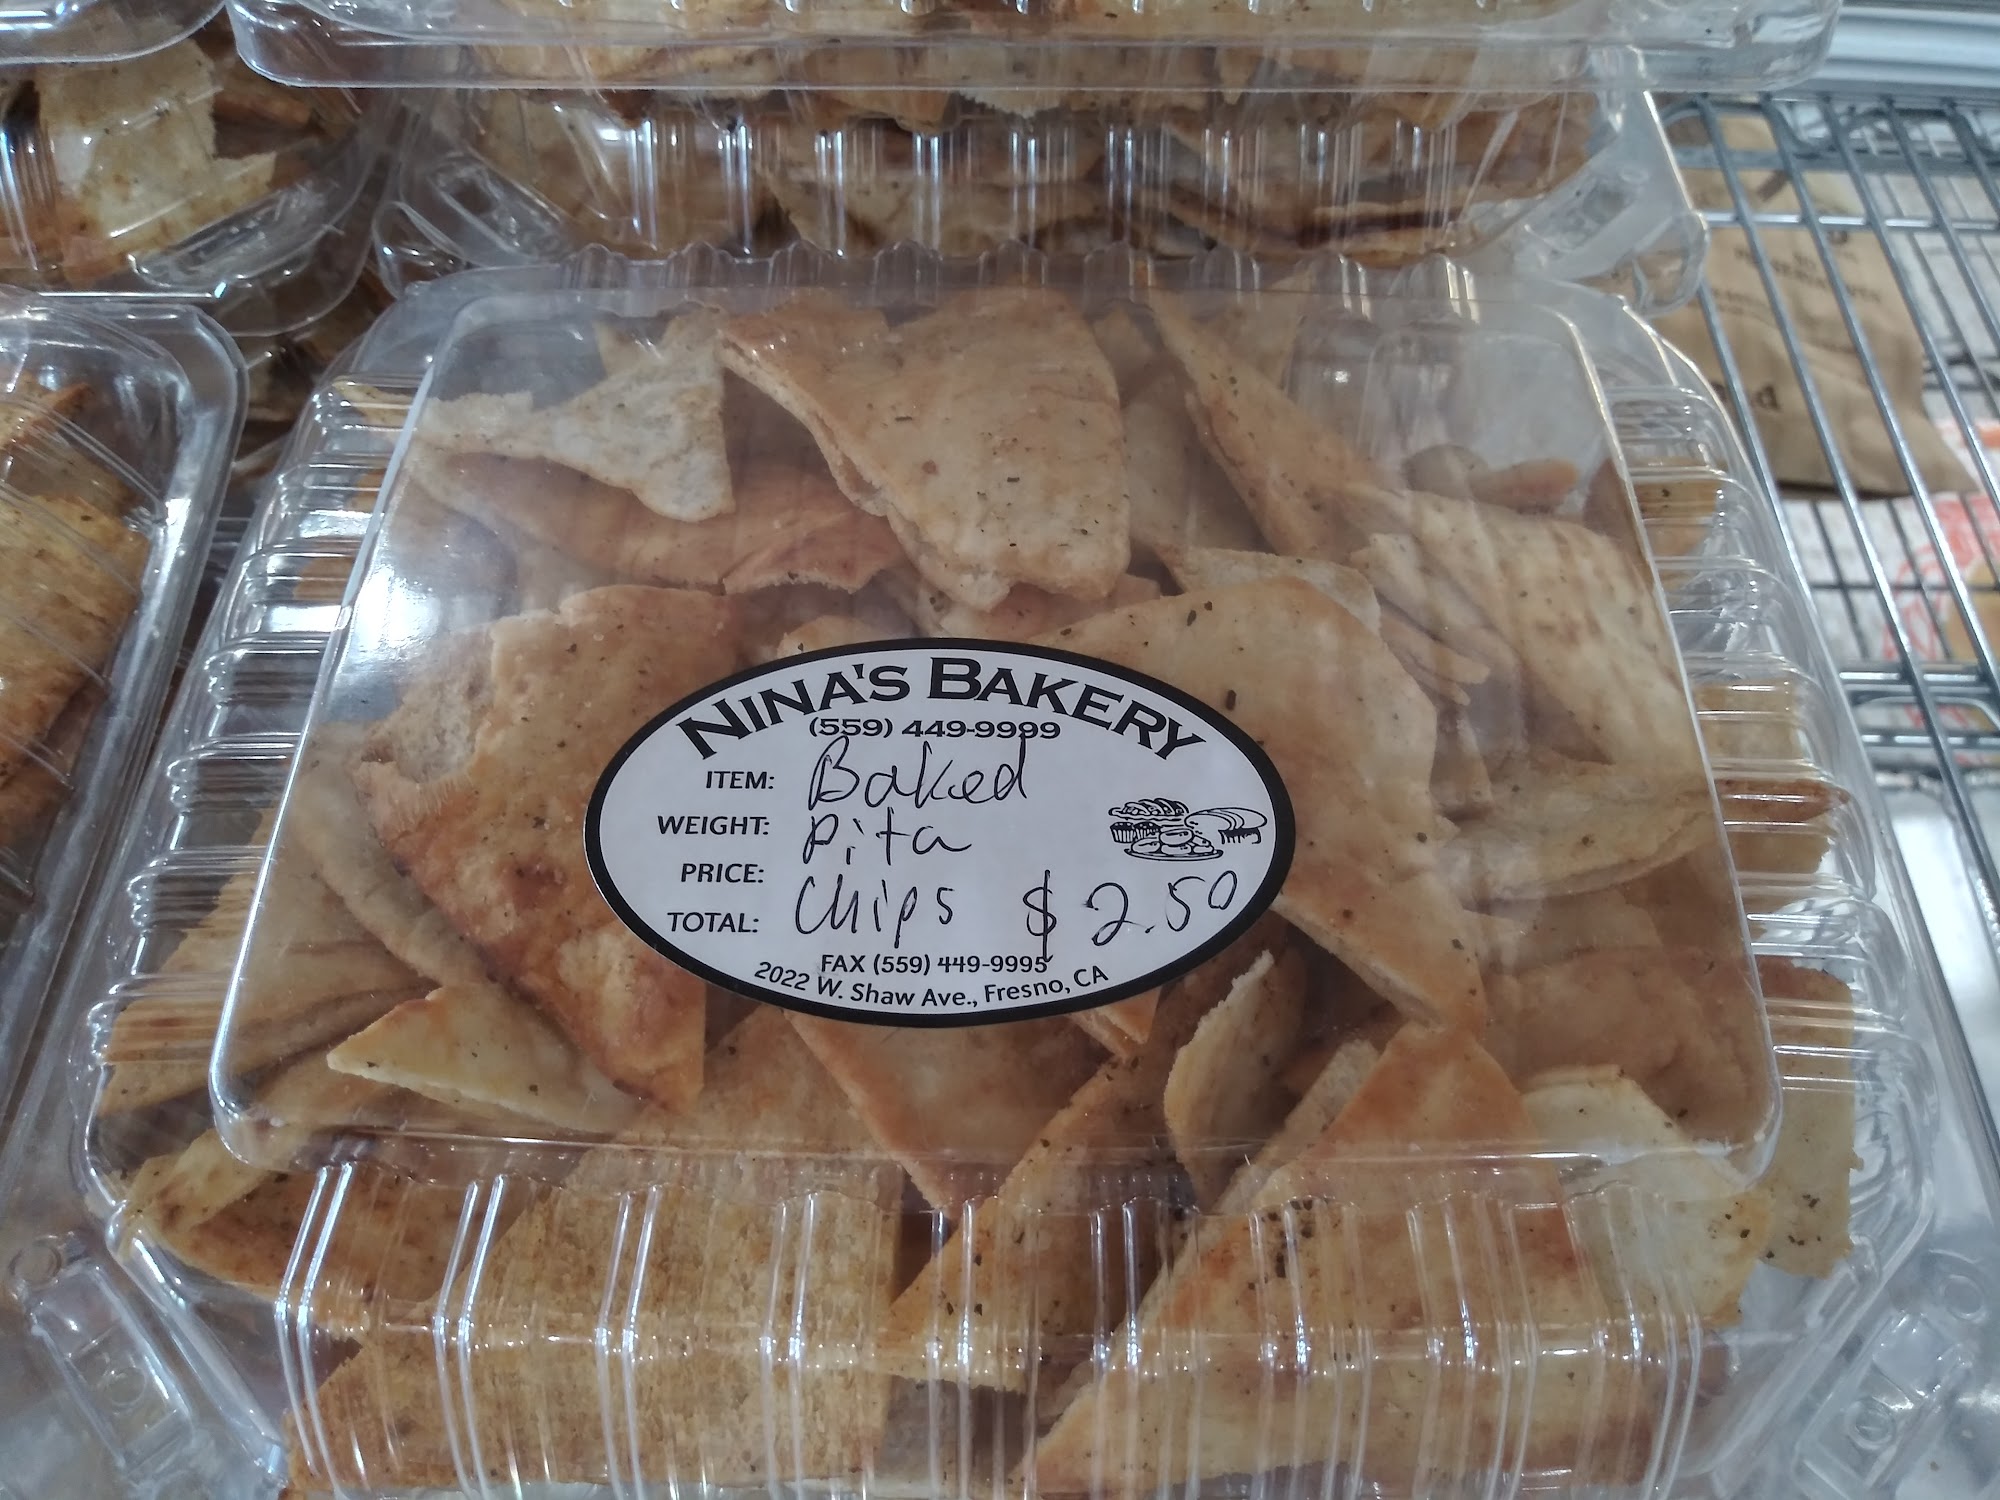 NINA'S BAKERY
(559) 449-9999
ITEM: Baked
WEIGHT: Pita
PRICE:
TOTAL: Chips $2.50
FAX (559) 449-9995
2022 W. Shaw Ave., Fresno, CA